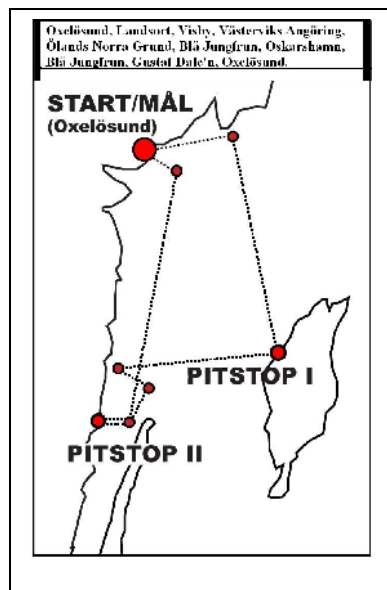 Oxelösund, Landsort, Visby, Västerviks Angöring,
Ölands Norra Grund, Blå Jungfrun, Oskarshamn,
Blå Jungfrun, Gustaf Dale'n, Oxelösund.
START/MÅL
(Oxelösund)
PITSTOP I
PITSTOP II